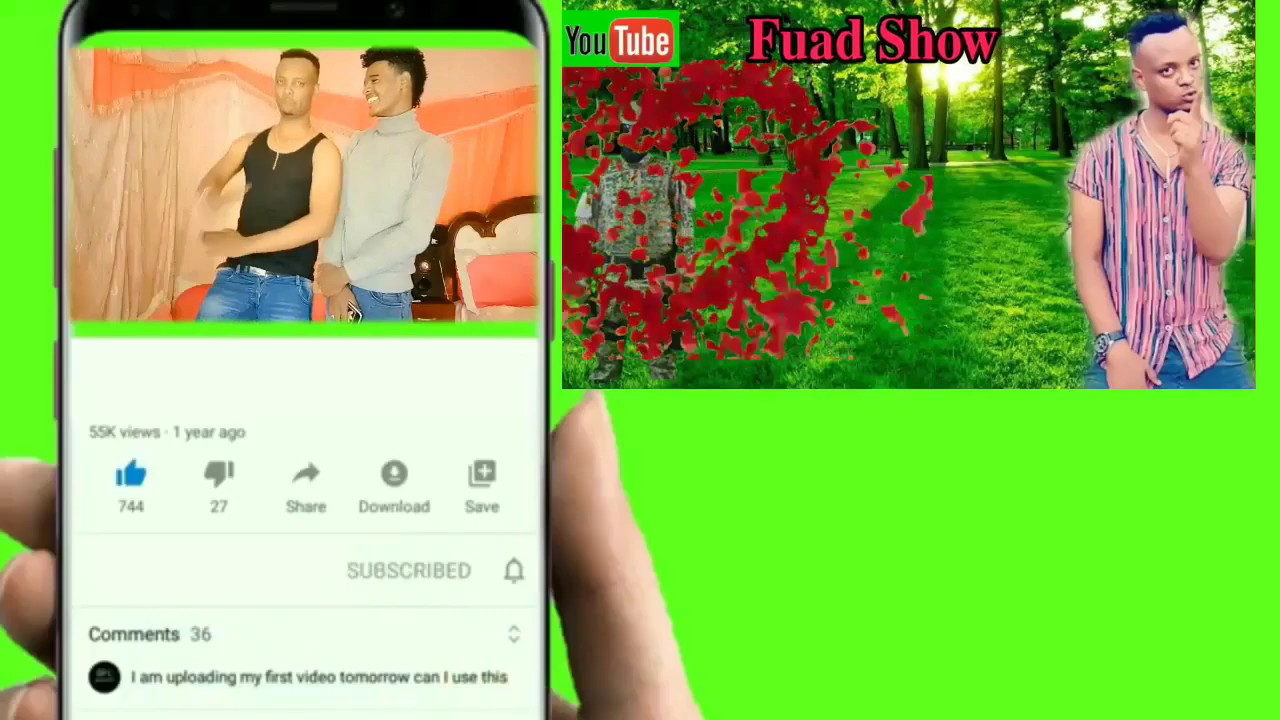 YouTube
Fuad Show
55K views · 1 year ago
744
27
Share
Download
Save
SUBSCRIBED
Comments 36
I am uploading my first video tomorrow can I use this